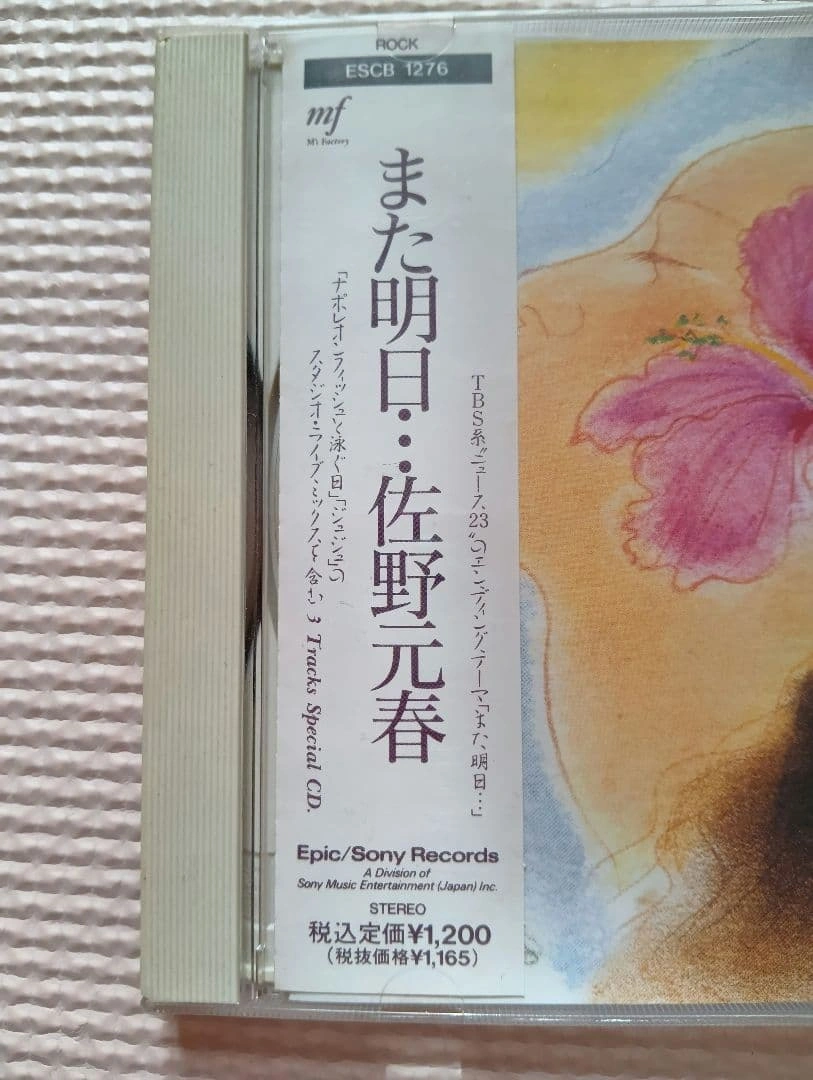 ROCK
ESCB 1276
mf
M's Factory
また明日…佐野元春
TBS系“ニュース23”のエンディング・テーマ「また明日…」
「ナポレオンフィッシュと泳ぐ日」「ジュジュ」の
スタジオ・ライブ・ミックスを含む 3 Tracks Special CD.
Epic/Sony Records
A Division of
Sony Music Entertainment (Japan) Inc.
STEREO
税込定価¥1,200
(税抜価格¥1,165)